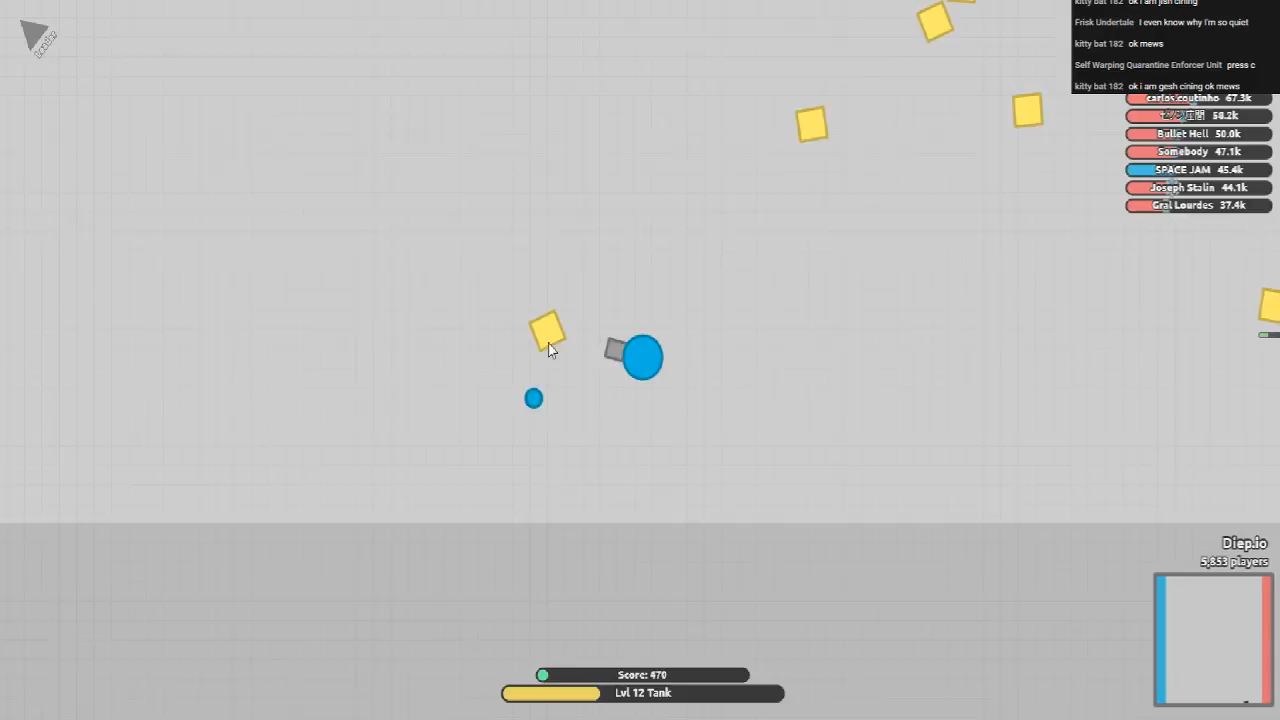 kitty bat 182 ok i am jish cining
Frisk Undertale I even know why I'm so quiet
kitty bat 182 ok mews
Self Warping Quarantine Enforcer Unit press c
kitty bat 182 ok i am gesh cining ok mews
carlos coutinho 67.3k
58.2k
Bullet Hell 50.0k
Somebody 47.1k
SPACE JAM 45.4k
Joseph Stalin 44.1k
Gral Lourdes 37.4k
Diep.io
5,853 players
Score: 470
Lvl 12 Tank